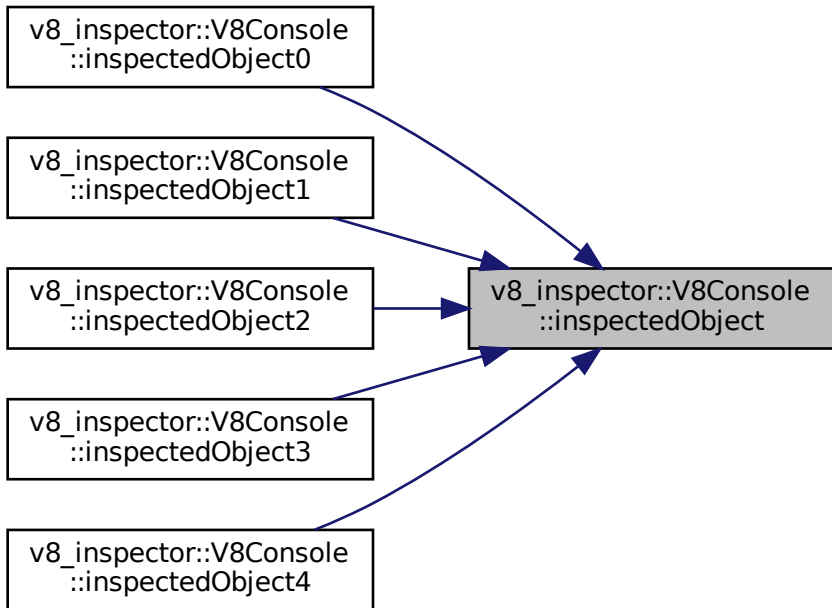 v8_inspector::V8Console
::inspectedObject0
v8_inspector::V8Console
::inspectedObject1
v8_inspector::V8Console
::inspectedObject2
v8_inspector::V8Console
::inspectedObject
v8_inspector::V8Console
::inspectedObject3
v8_inspector::V8Console
::inspectedObject4